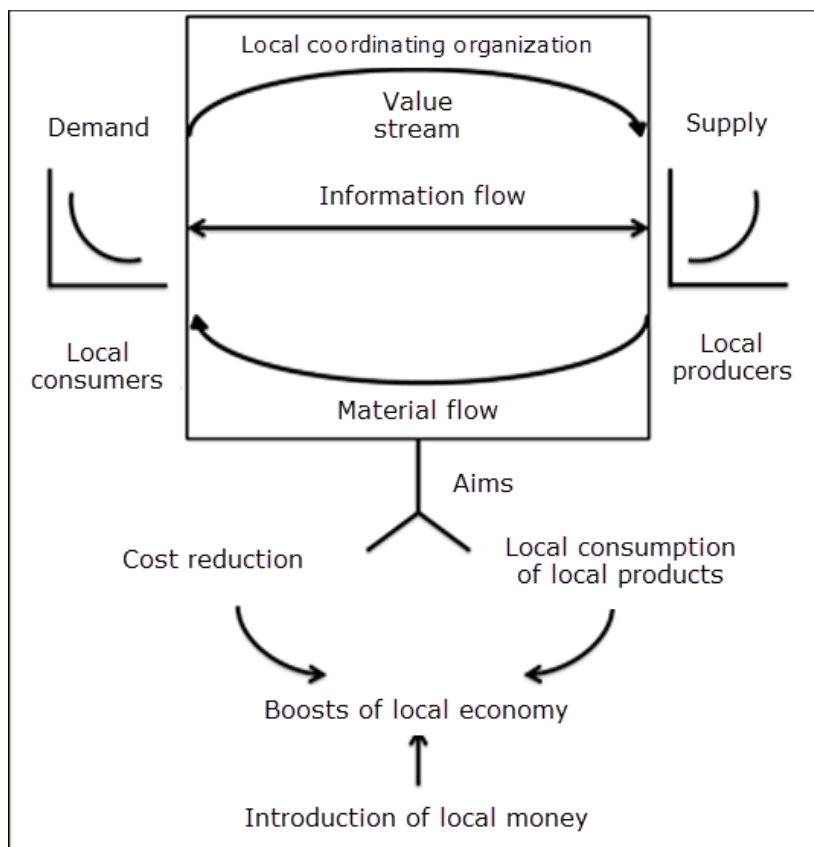 Local coordinating organization
Value
stream
Demand
Supply
Information flow
Local
consumers
Local
producers
Material flow
Aims
Cost reduction
Local consumption
of local products
Boosts of local economy
Introduction of local money